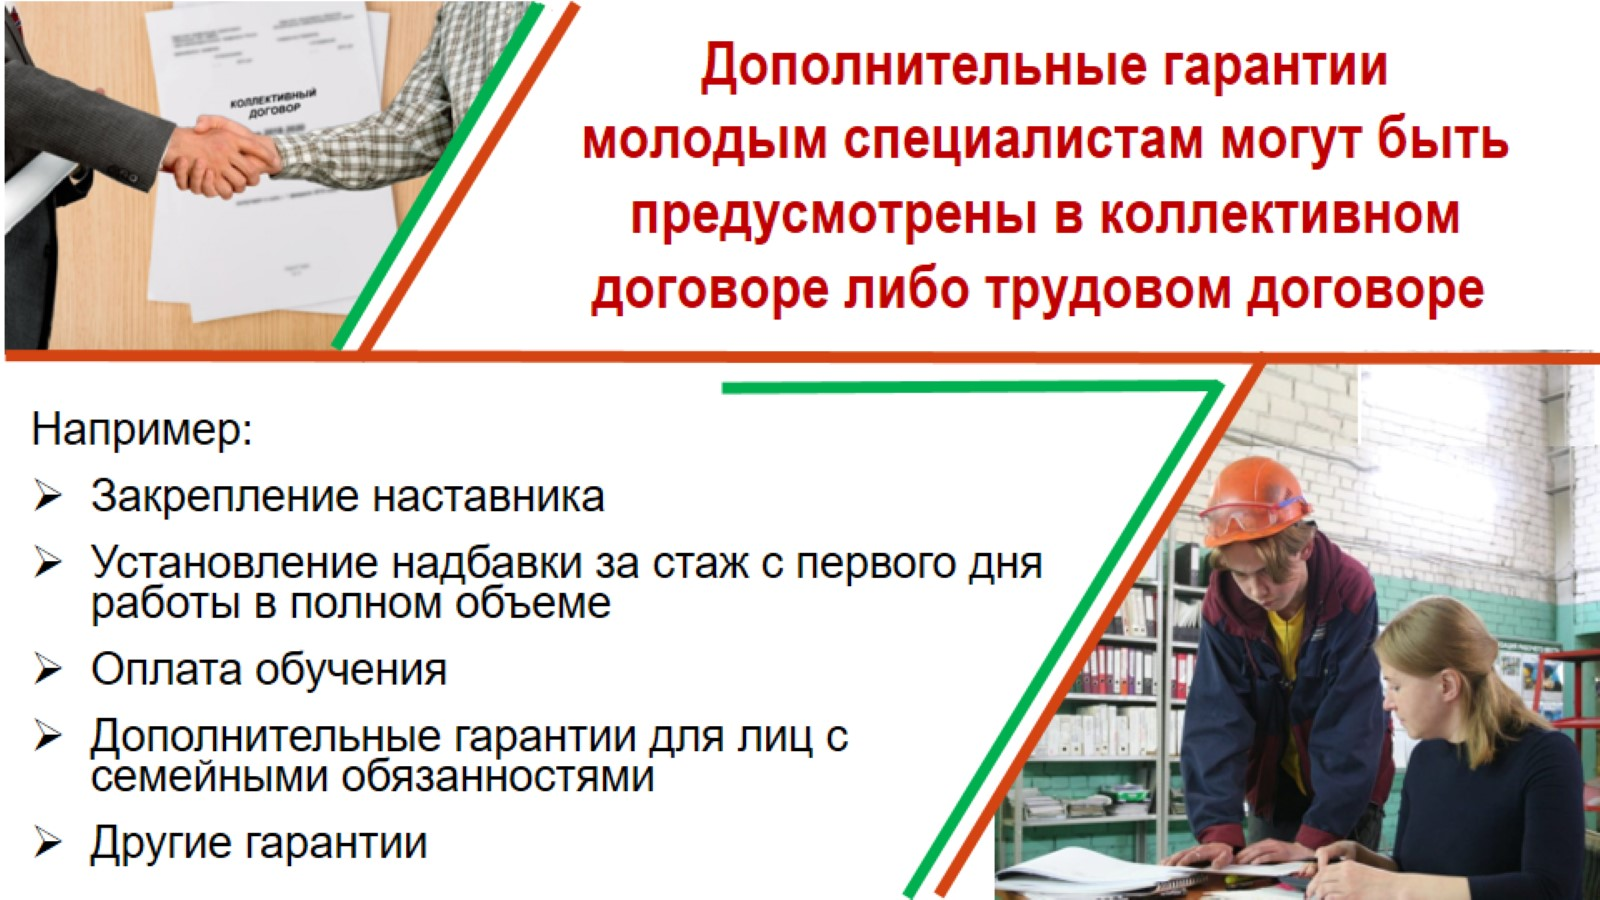 КОЛЛЕКТИВНЫЙ
ДОГОВОР
Дополнительные гарантии
молодым специалистам могут быть
предусмотрены в коллективном
договоре либо трудовом договоре
Например:
Закрепление наставника
Установление надбавки за стаж с первого дня
работы в полном объеме
Оплата обучения
Дополнительные гарантии для лиц с
семейными обязанностями
Другие гарантии